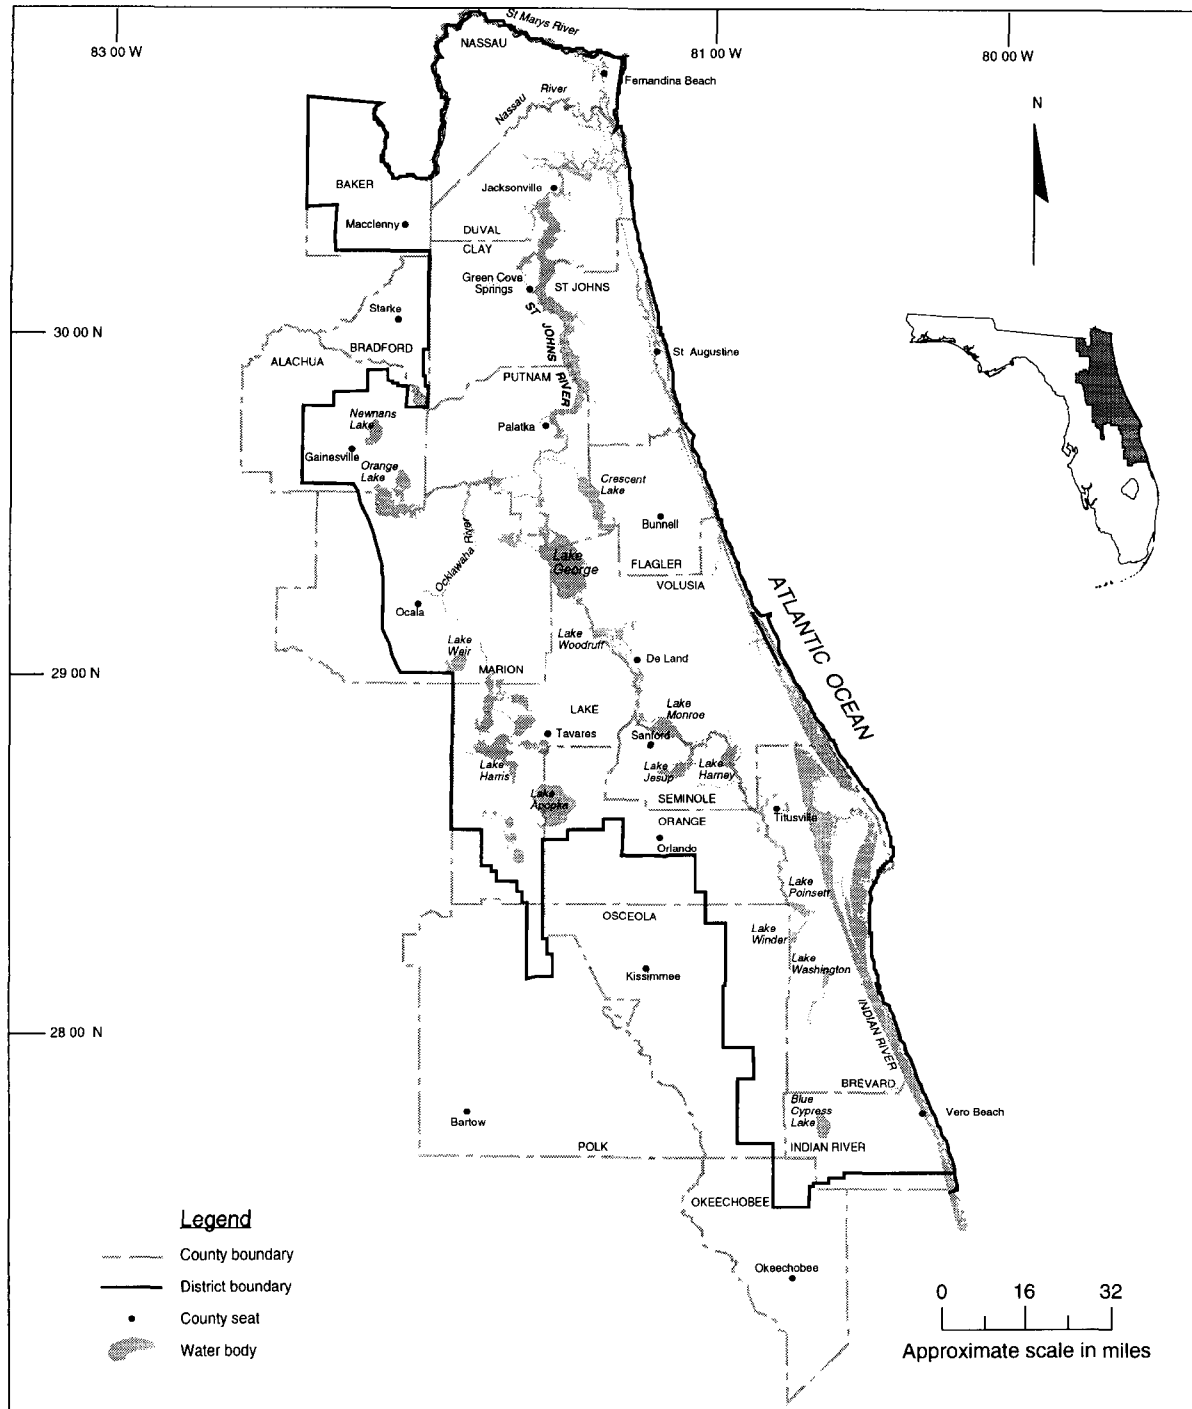 St Marys River
NASSAU
83 00 W
81 00 W
80 00 W
Fernandina Beach
Nassau River
N
BAKER
Jacksonville
Macclenny
DUVAL
CLAY
Green Cove
Springs
ST JOHNS
Starke
30 00 N
ST JOHNS RIVER
BRADFORD
St Augustine
ALACHUA
PUTNAM
Newnans
Lake
Palatka
Gainesville
Orange
Lake
Crescent
Lake
Bunnell
Ocklawaha River
Lake
George
FLAGLER
VOLUSIA
ATLANTIC OCEAN
Ocala
Lake
Weir
Lake
Woodruff
De Land
29 00 N
MARION
LAKE
Lake
Monroe
Tavares
Sanford
Lake
Harris
Lake
Jesup
Lake
Harney
Lake
Apopka
SEMINOLE
Titusville
ORANGE
Orlando
Lake
Poinsett
OSCEOLA
Lake
Winder
Lake
Washington
Kissimmee
INDIAN RIVER
28 00 N
BREVARD
Blue
Cypress
Lake
Vero Beach
Bartow
POLK
INDIAN RIVER
OKEECHOBEE
Okeechobee
Legend
County boundary
District boundary
County seat
Water body
0 16 32
Approximate scale in miles